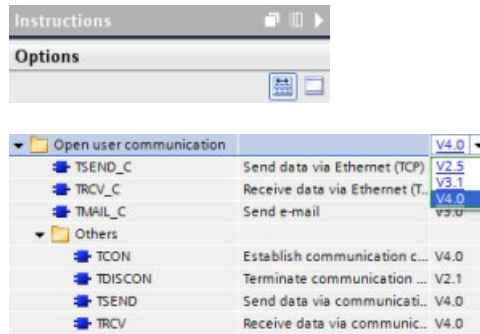 Instructions
Options
Open user communication V4.0
TSEND_C Send data via Ethernet (TCP) V2.5
V3.1
TRCV_C Receive data via Ethernet (T... V4.0
TMAIL_C Send e-mail V3.0
Others
TCON Establish communication c... V4.0
TDISCON Terminate communication ... V2.1
TSEND Send data via communicati... V4.0
TRCV Receive data via communic... V4.0